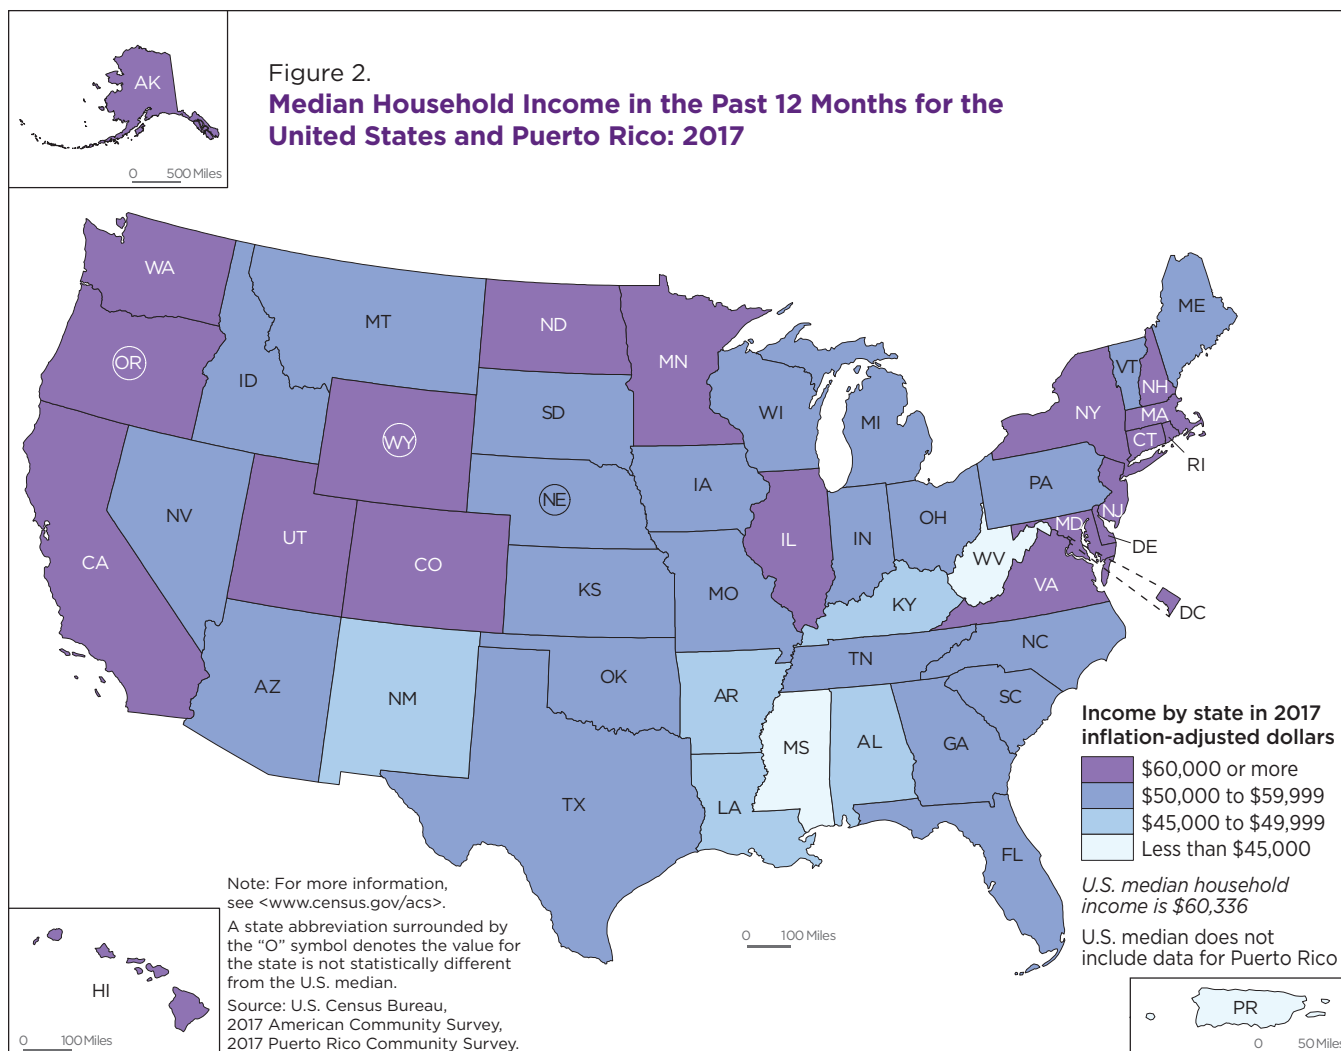 AK
0 500 Miles
Figure 2.
Median Household Income in the Past 12 Months for the
United States and Puerto Rico: 2017
WA
MT
ND
MN
ME
OR
ID
SD
WI
MI
VT
NH
NY
MA
CT
RI
WY
NE
IA
PA
NJ
NV
UT
CO
KS
MO
IL
IN
OH
WV
MD
DE
VA
DC
CA
KY
NC
TN
AZ
NM
OK
AR
SC
MS
AL
GA
TX
LA
FL
Income by state in 2017
inflation-adjusted dollars
$60,000 or more
$50,000 to $59,999
$45,000 to $49,999
Less than $45,000
U.S. median household
income is $60,336
U.S. median does not
include data for Puerto Rico
0 100 Miles
Note: For more information,
see <www.census.gov/acs>.
A state abbreviation surrounded by
the “O” symbol denotes the value for
the state is not statistically different
from the U.S. median.
Source: U.S. Census Bureau,
2017 American Community Survey,
2017 Puerto Rico Community Survey.
HI
0 100 Miles
PR
0 50 Miles